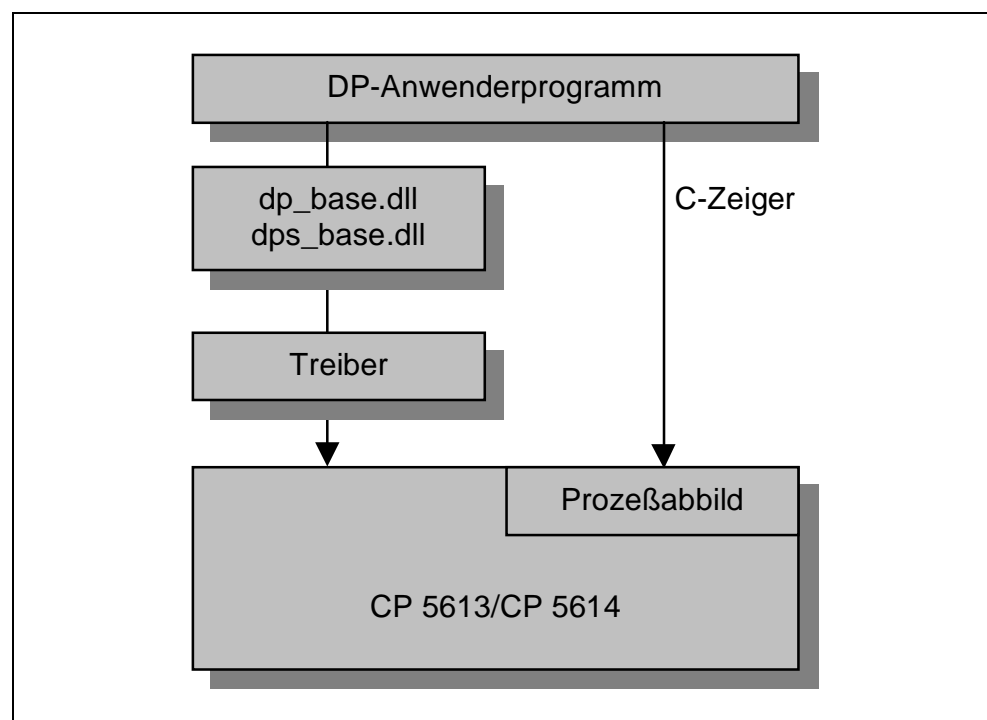 DP-Anwenderprogramm
dp_base.dll
dps_base.dll
C-Zeiger
Treiber
Prozeßabbild
CP 5613/CP 5614